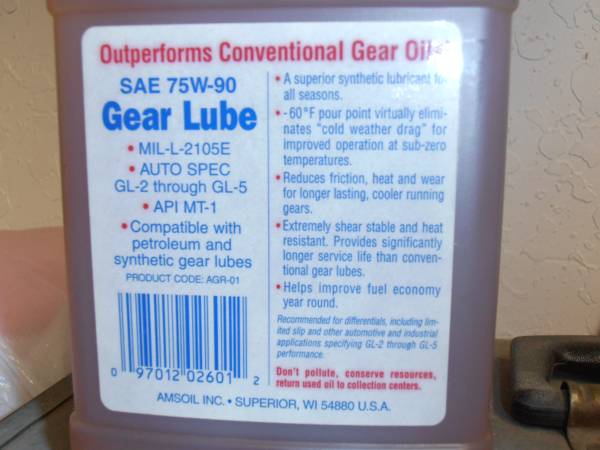 Outperforms Conventional Gear Oils!
SAE 75W-90
Gear Lube
• MIL-L-2105E
• AUTO SPEC
GL-2 through GL-5
• API MT-1
• Compatible with
petroleum and
synthetic gear lubes
PRODUCT CODE: AGR-01
0 97012 02601 2
• A superior synthetic lubricant for
all seasons.
• -60°F pour point virtually elimi-
nates "cold weather drag" for
improved operation at sub-zero
temperatures.
• Reduces friction, heat and wear
for longer lasting, cooler running
gears.
• Extremely shear stable and heat
resistant. Provides significantly
longer service life than conven-
tional gear lubes.
• Helps improve fuel economy
year round.
Recommended for differentials, including lim-
ited slip and other automotive and industrial
applications specifying GL-2 through GL-5
performance.
Don't pollute, conserve resources,
return used oil to collection centers.
AMSOIL INC. • SUPERIOR, WI 54880 U.S.A.